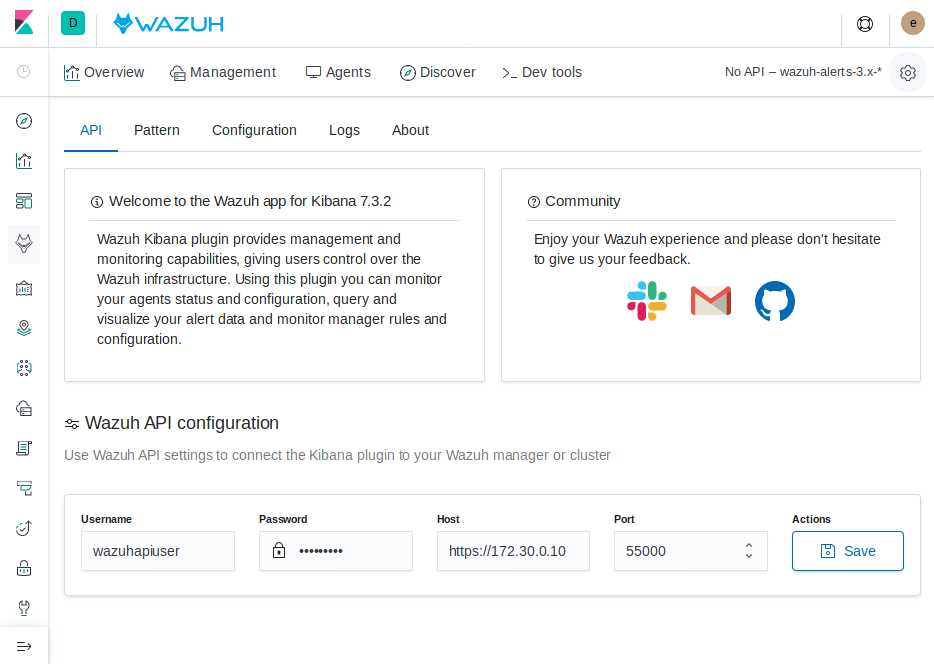 D
WAZUH
e
Overview
Management
Agents
Discover
Dev tools
No API – wazuh-alerts-3.x-*
API
Pattern
Configuration
Logs
About
Welcome to the Wazuh app for Kibana 7.3.2
Wazuh Kibana plugin provides management and
monitoring capabilities, giving users control over the
Wazuh infrastructure. Using this plugin you can monitor
your agents status and configuration, query and
visualize your alert data and monitor manager rules and
configuration.
Community
Enjoy your Wazuh experience and please don't hesitate
to give us your feedback.
Wazuh API configuration
Use Wazuh API settings to connect the Kibana plugin to your Wazuh manager or cluster
Username
Password
Host
Port
Actions
wazuhapiuser
•••••••••
https://172.30.0.10
55000
Save